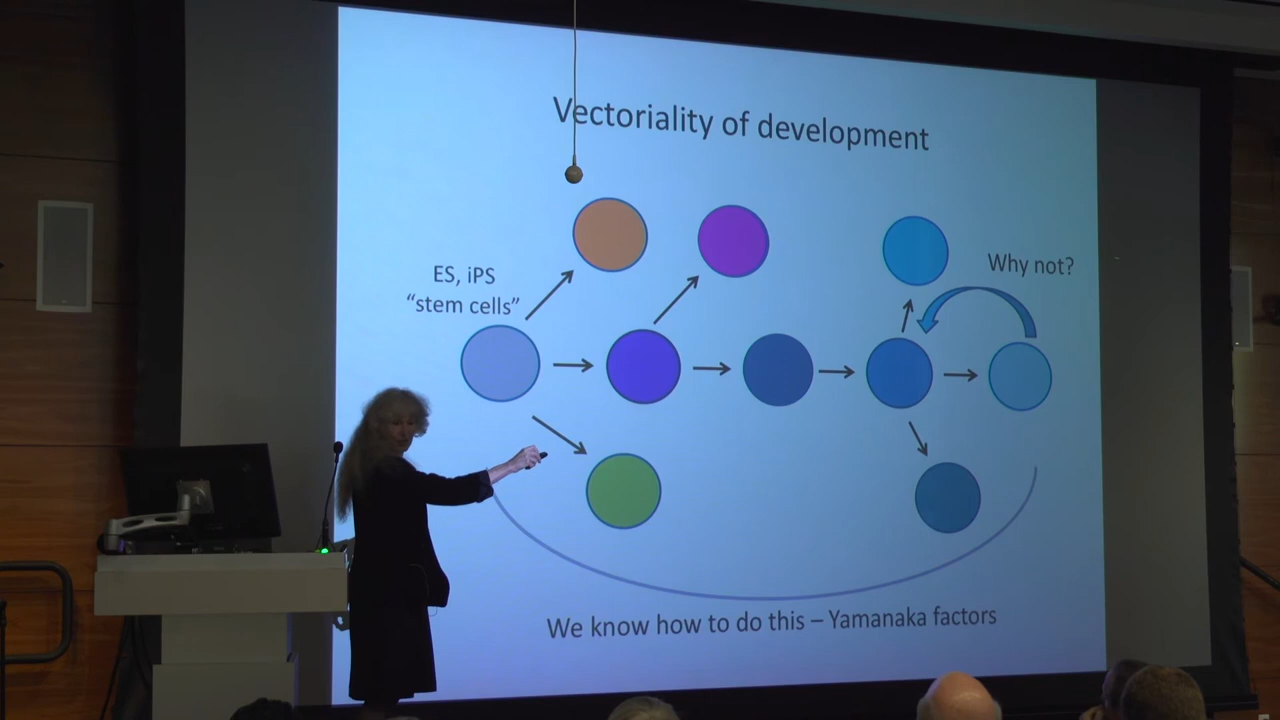 Vectoriality of development
ES, iPS
“stem cells”
Why not?
We know how to do this – Yamanaka factors